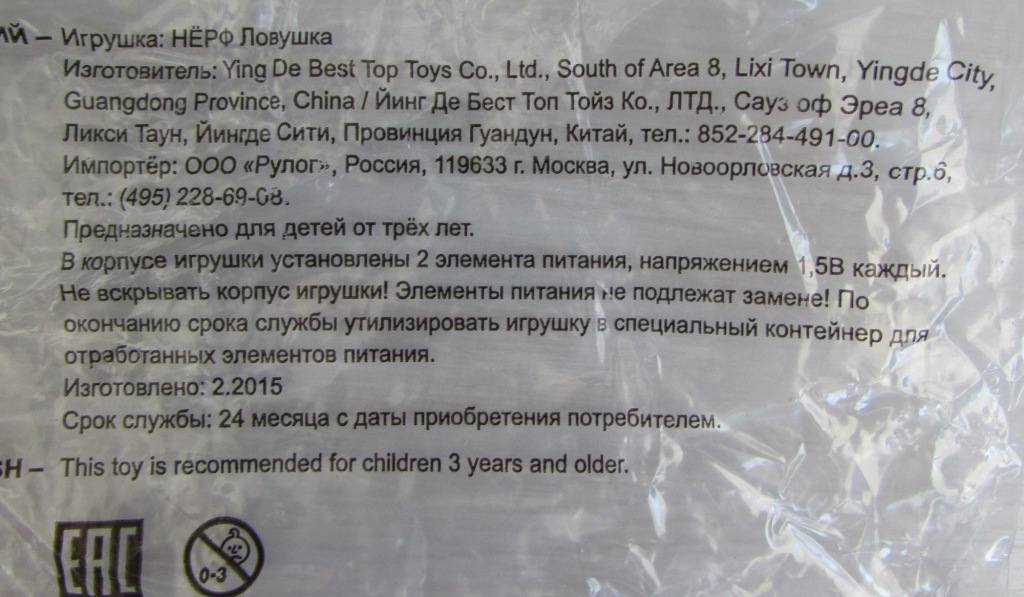 ИЙ – Игрушка: НЁРФ Ловушка
Изготовитель: Ying De Best Top Toys Co., Ltd., South of Area 8, Lixi Town, Yingde City,
Guangdong Province, China / Йинг Де Бест Топ Тойз Ко., ЛТД., Сауз оф Эреа 8,
Ликси Таун, Йингде Сити, Провинция Гуандун, Китай, тел.: 852-284-491-00.
Импортёр: ООО «Рулог», Россия, 119633 г. Москва, ул. Новоорловская д.3, стр.6,
тел.: (495) 228-69-08.
Предназначено для детей от трёх лет.
В корпусе игрушки установлены 2 элемента питания, напряжением 1,5В каждый.
Не вскрывать корпус игрушки! Элементы питания не подлежат замене! По
окончанию срока службы утилизировать игрушку в специальный контейнер для
отработанных элементов питания.
Изготовлено: 2.2015
Срок службы: 24 месяца с даты приобретения потребителем.
SH – This toy is recommended for children 3 years and older.
EAC
0-3